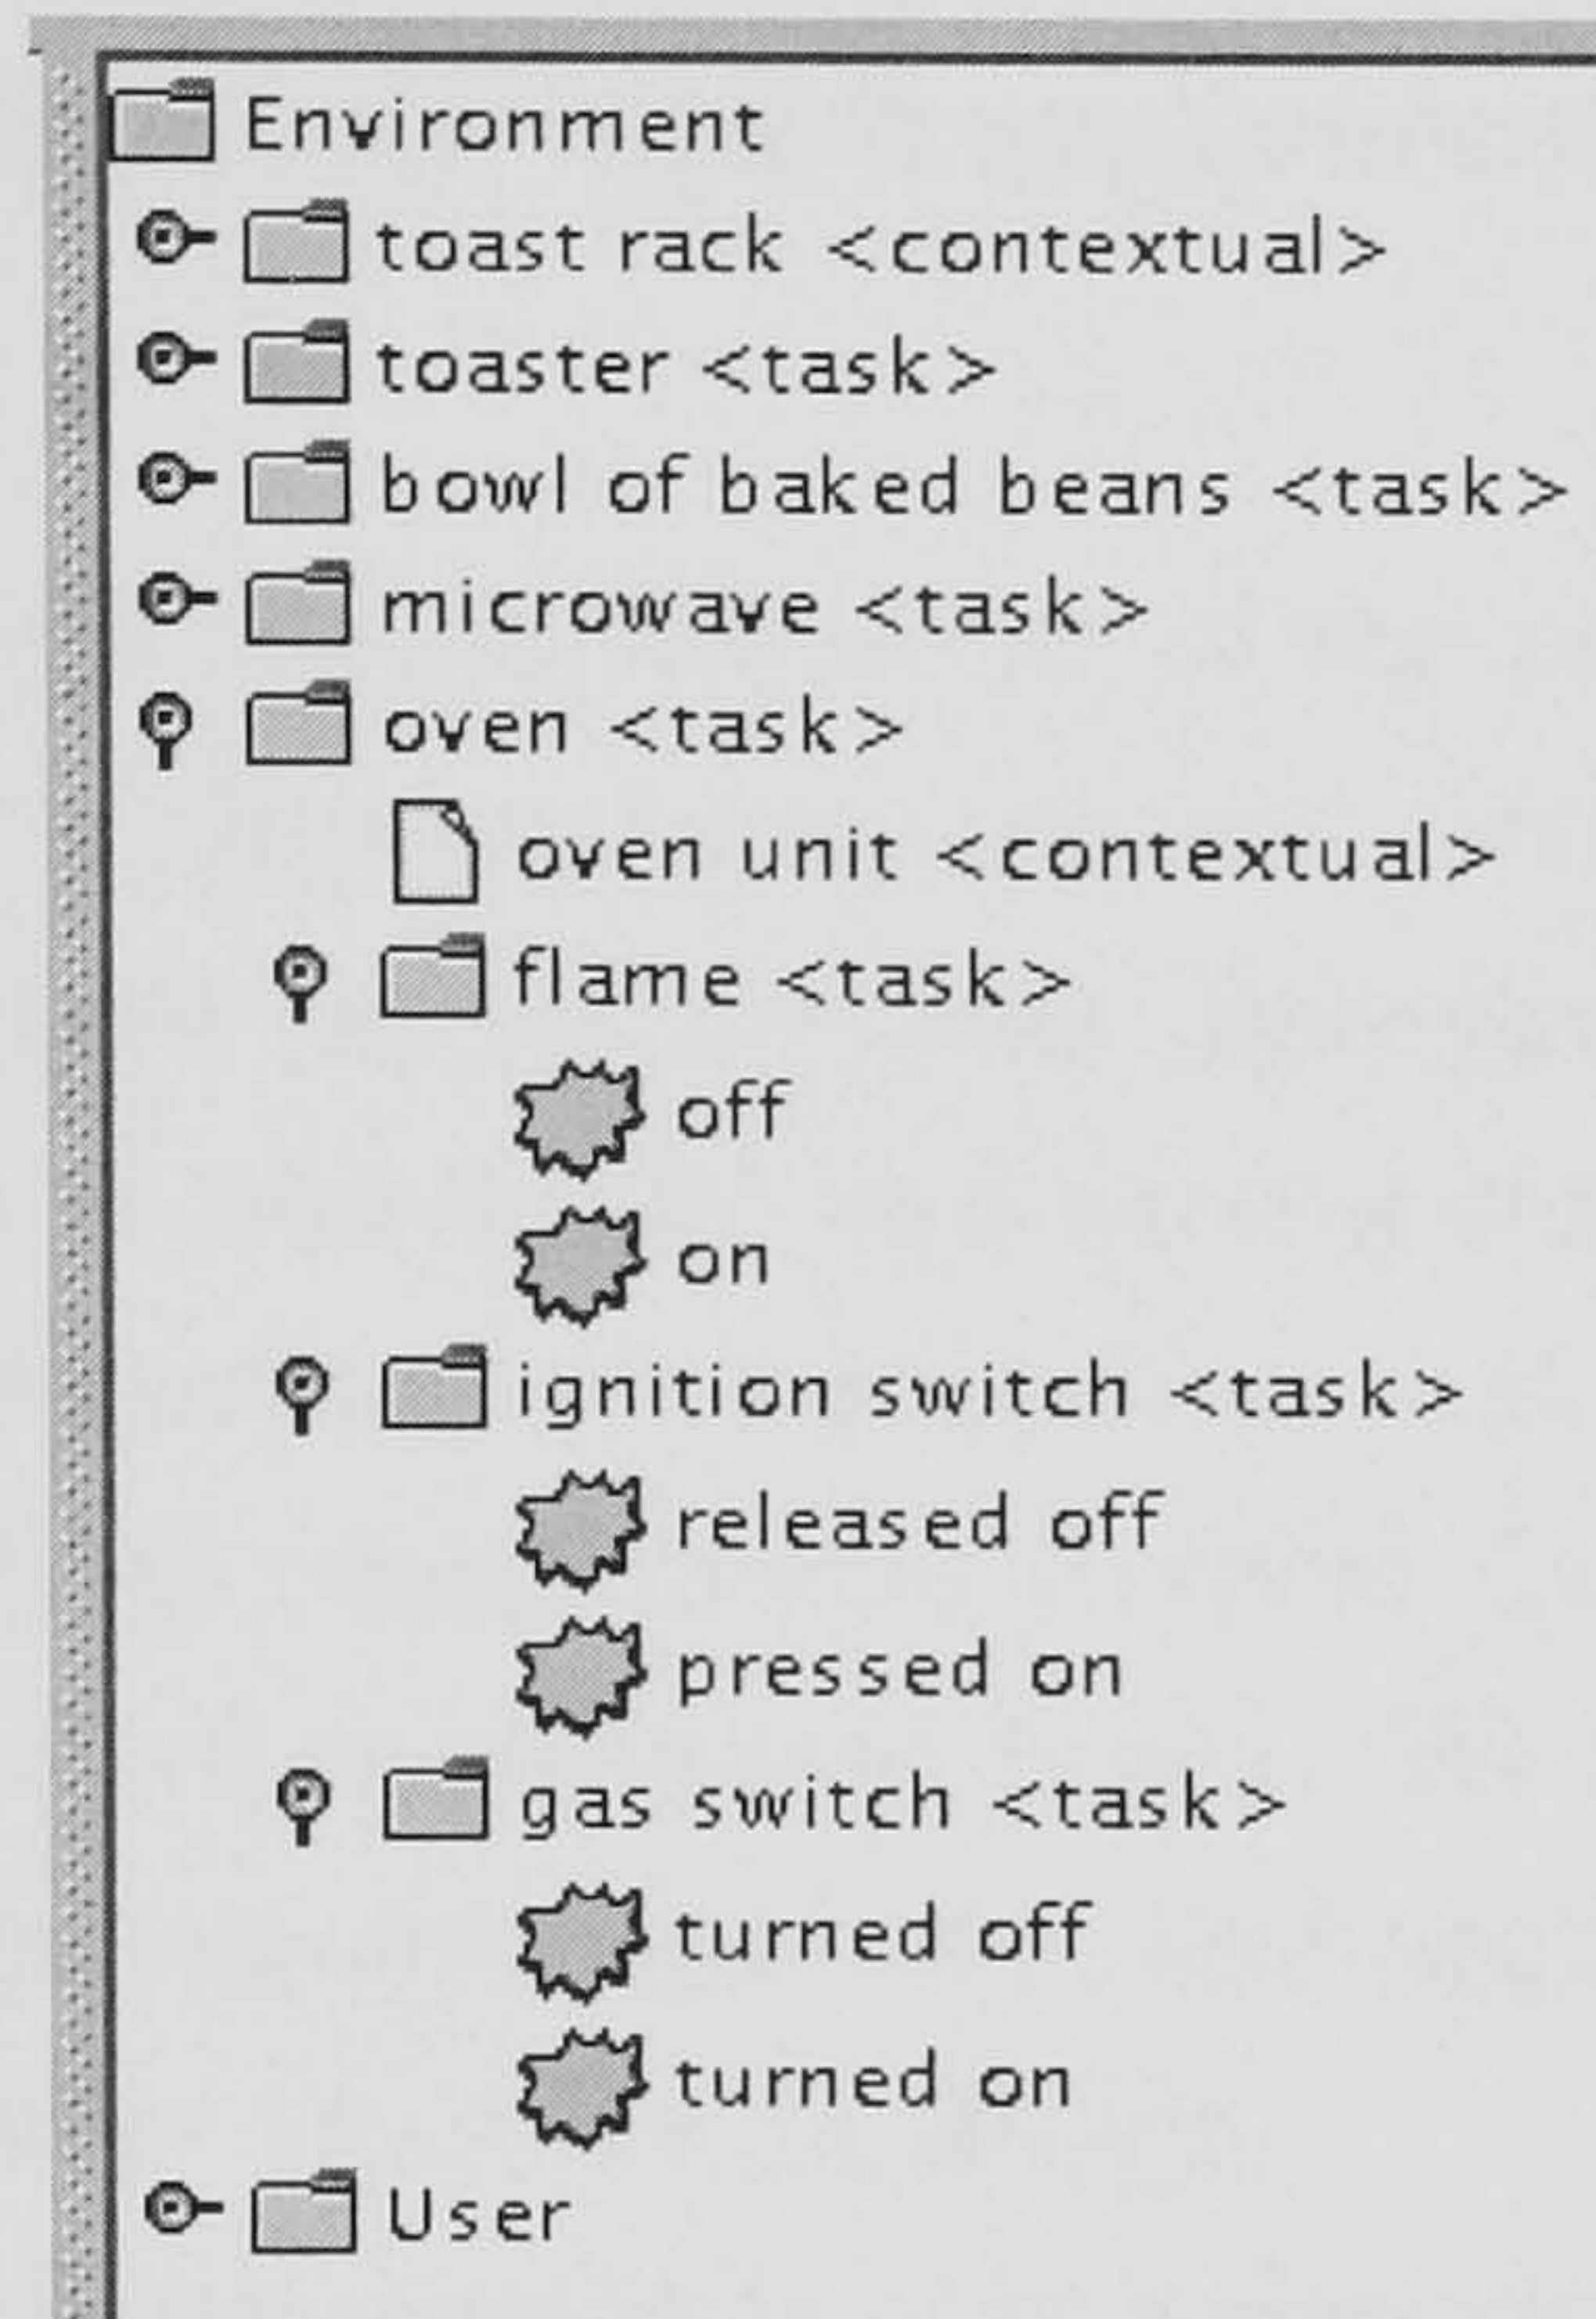 Environment
toast rack <contextual>
toaster <task>
bowl of baked beans <task>
microwave <task>
oven <task>
oven unit <contextual>
flame <task>
off
on
ignition switch <task>
released off
pressed on
gas switch <task>
turned off
turned on
User